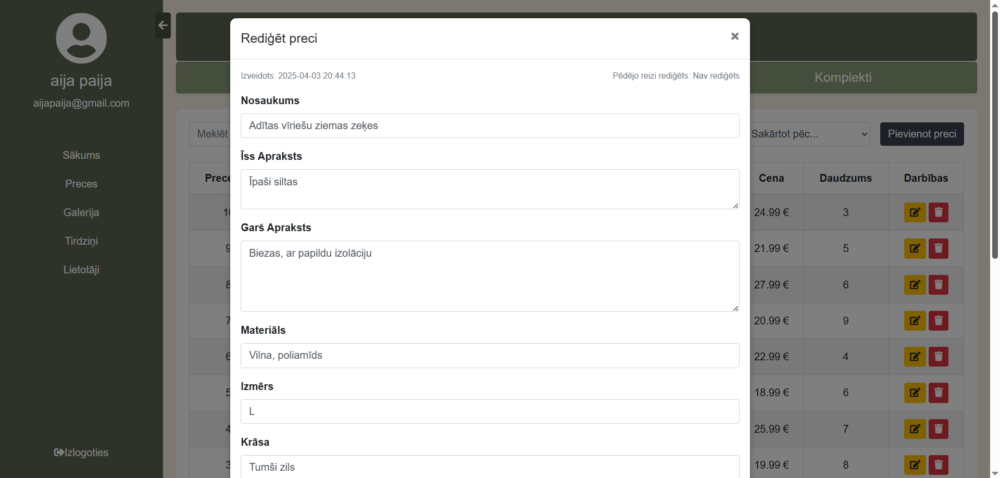 aija paija
aijapaija@gmail.com
Sākums
Preces
Galerija
Tirdziņi
Lietotāji
Izlogoties
Rediģēt preci
Izveidots: 2025-04-03 20:44:13
Pēdējo reizi rediģēts: Nav rediģēts
Nosaukums
Adītas vīriešu ziemas zeķes
Īss Apraksts
Īpaši siltas
Garš Apraksts
Biezas, ar papildu izolāciju
Materiāls
Vilna, poliamīds
Izmērs
L
Krāsa
Tumši zils
Komplekti
Meklēt
Sakārtot pēc...
Pievienot preci
Cena Daudzums Darbības
24.99 € 3
9 21.99 € 5
8 27.99 € 6
7 20.99 € 9
6 22.99 € 4
5 18.99 € 6
4 25.99 € 7
3 19.99 € 8